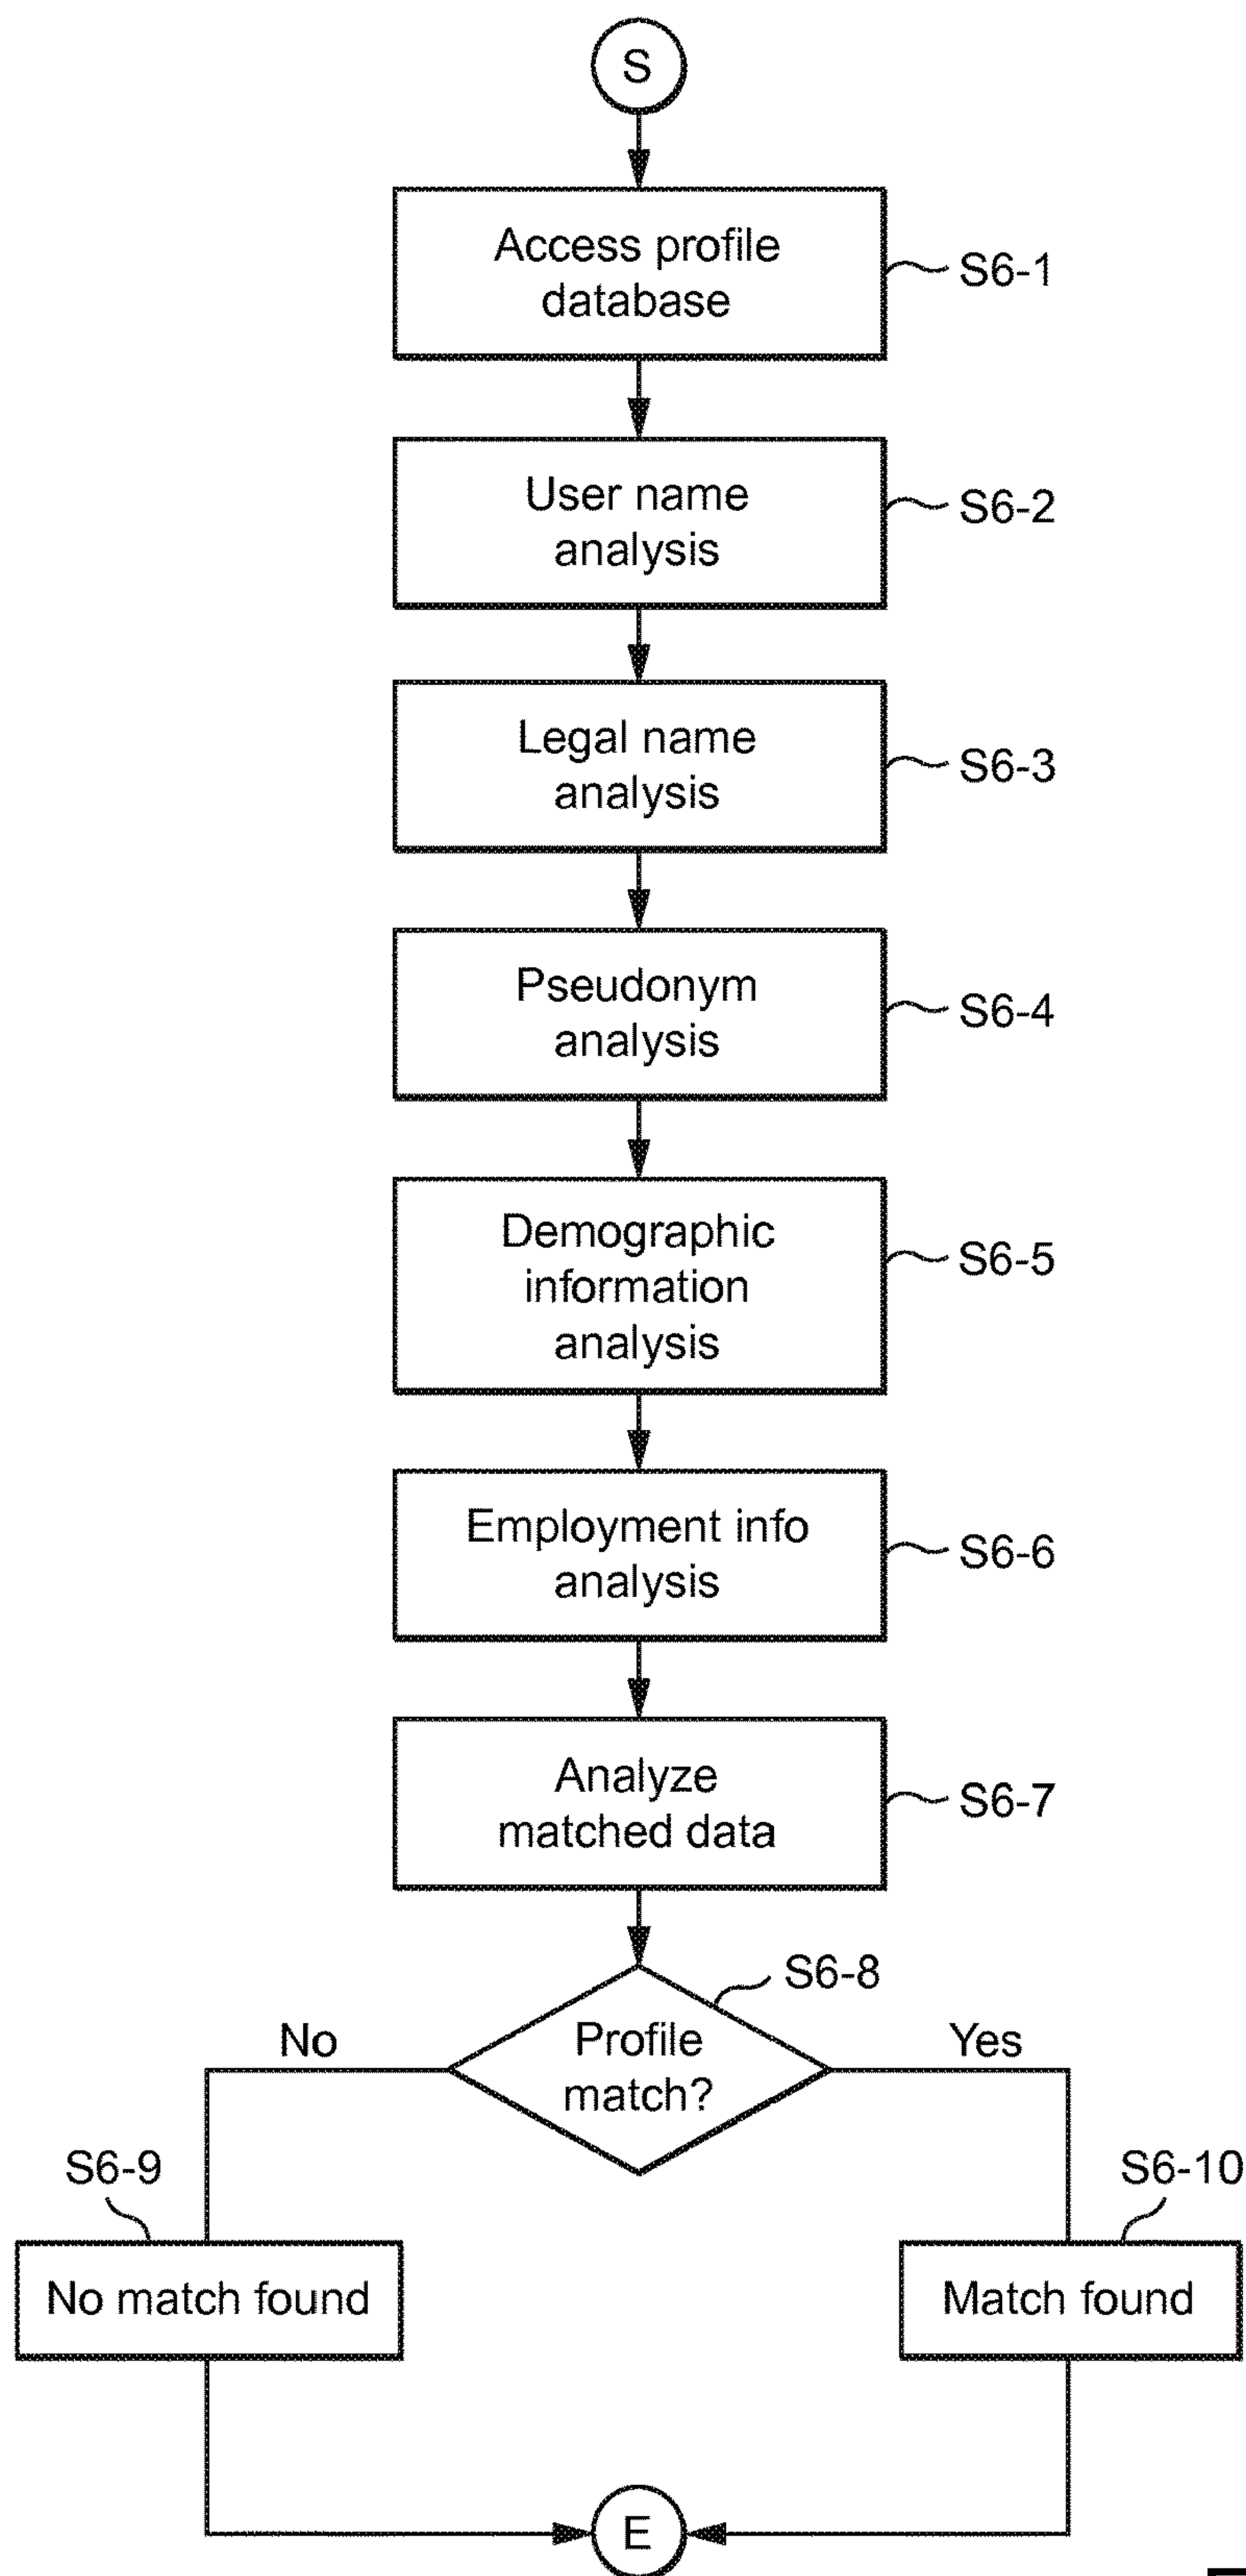 S
Access profile
database
S6-1
User name
analysis
S6-2
Legal name
analysis
S6-3
Pseudonym
analysis
S6-4
Demographic
information
analysis
S6-5
Employment info
analysis
S6-6
Analyze
matched data
S6-7
S6-8
Profile
match?
No
Yes
S6-9
No match found
S6-10
Match found
E